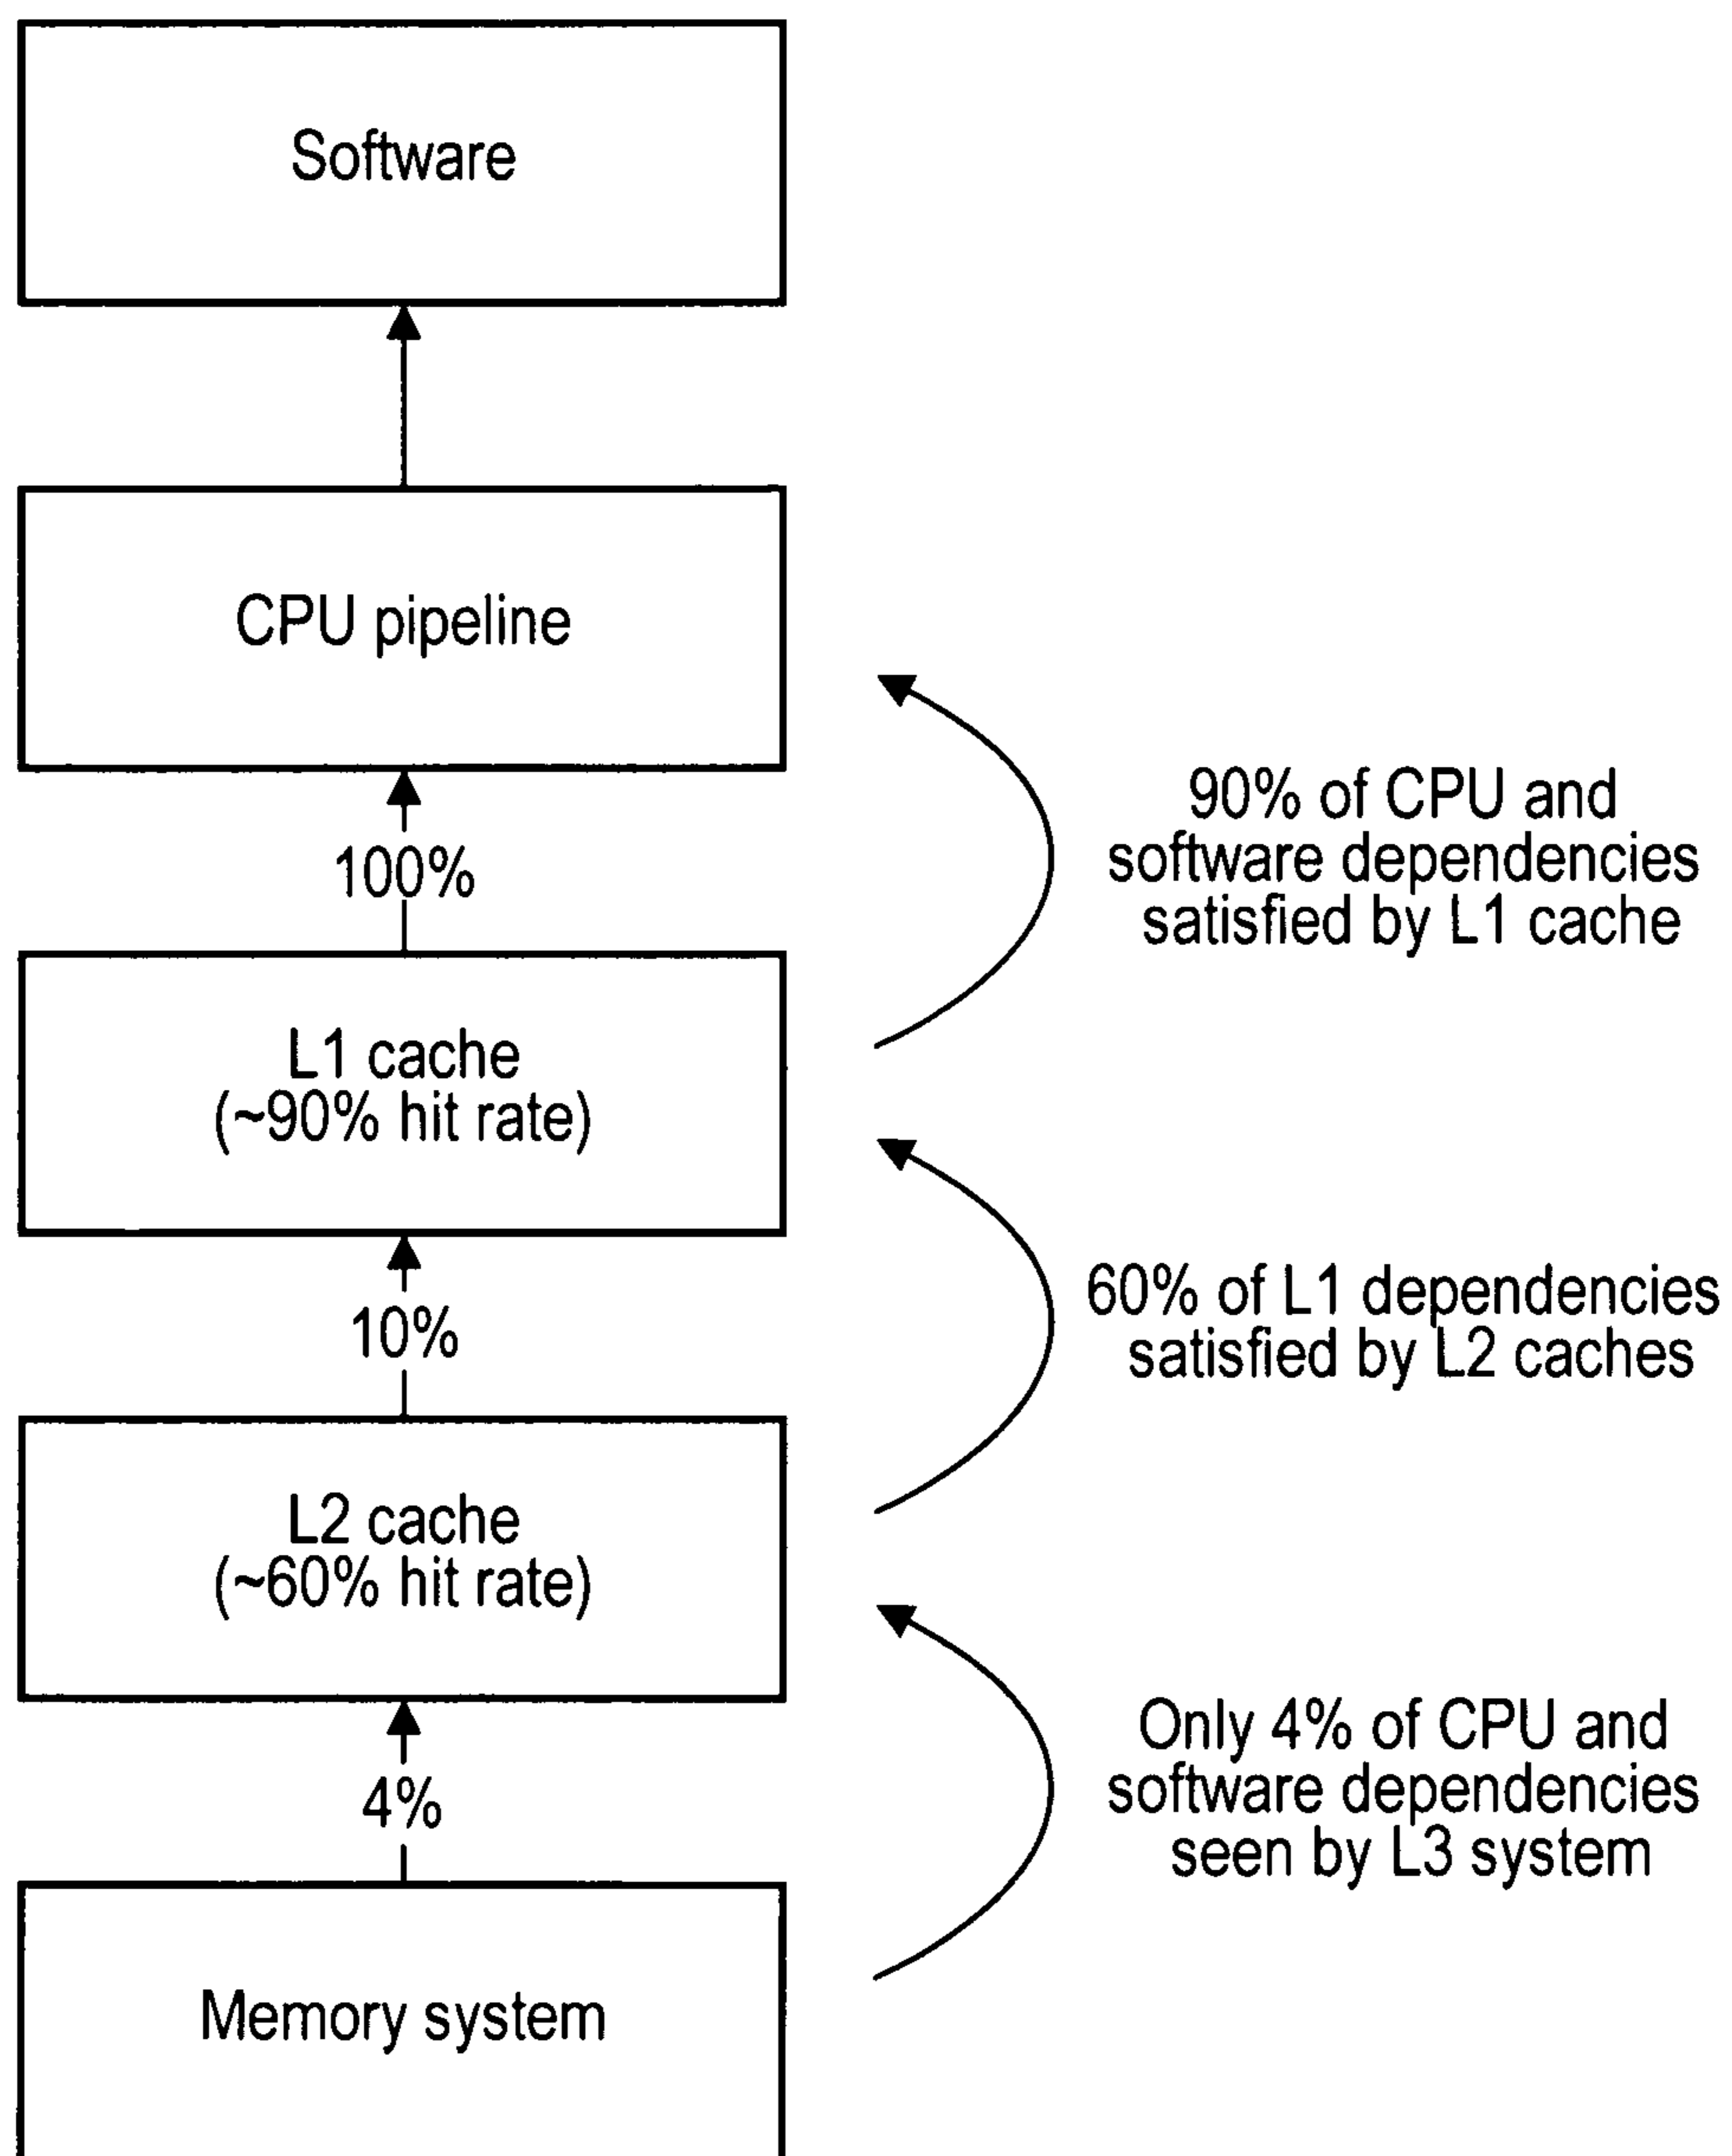 Software
CPU pipeline
100%
90% of CPU and
software dependencies
satisfied by L1 cache
L1 cache
(~90% hit rate)
10%
60% of L1 dependencies
satisfied by L2 caches
L2 cache
(~60% hit rate)
4%
Only 4% of CPU and
software dependencies
seen by L3 system
Memory system